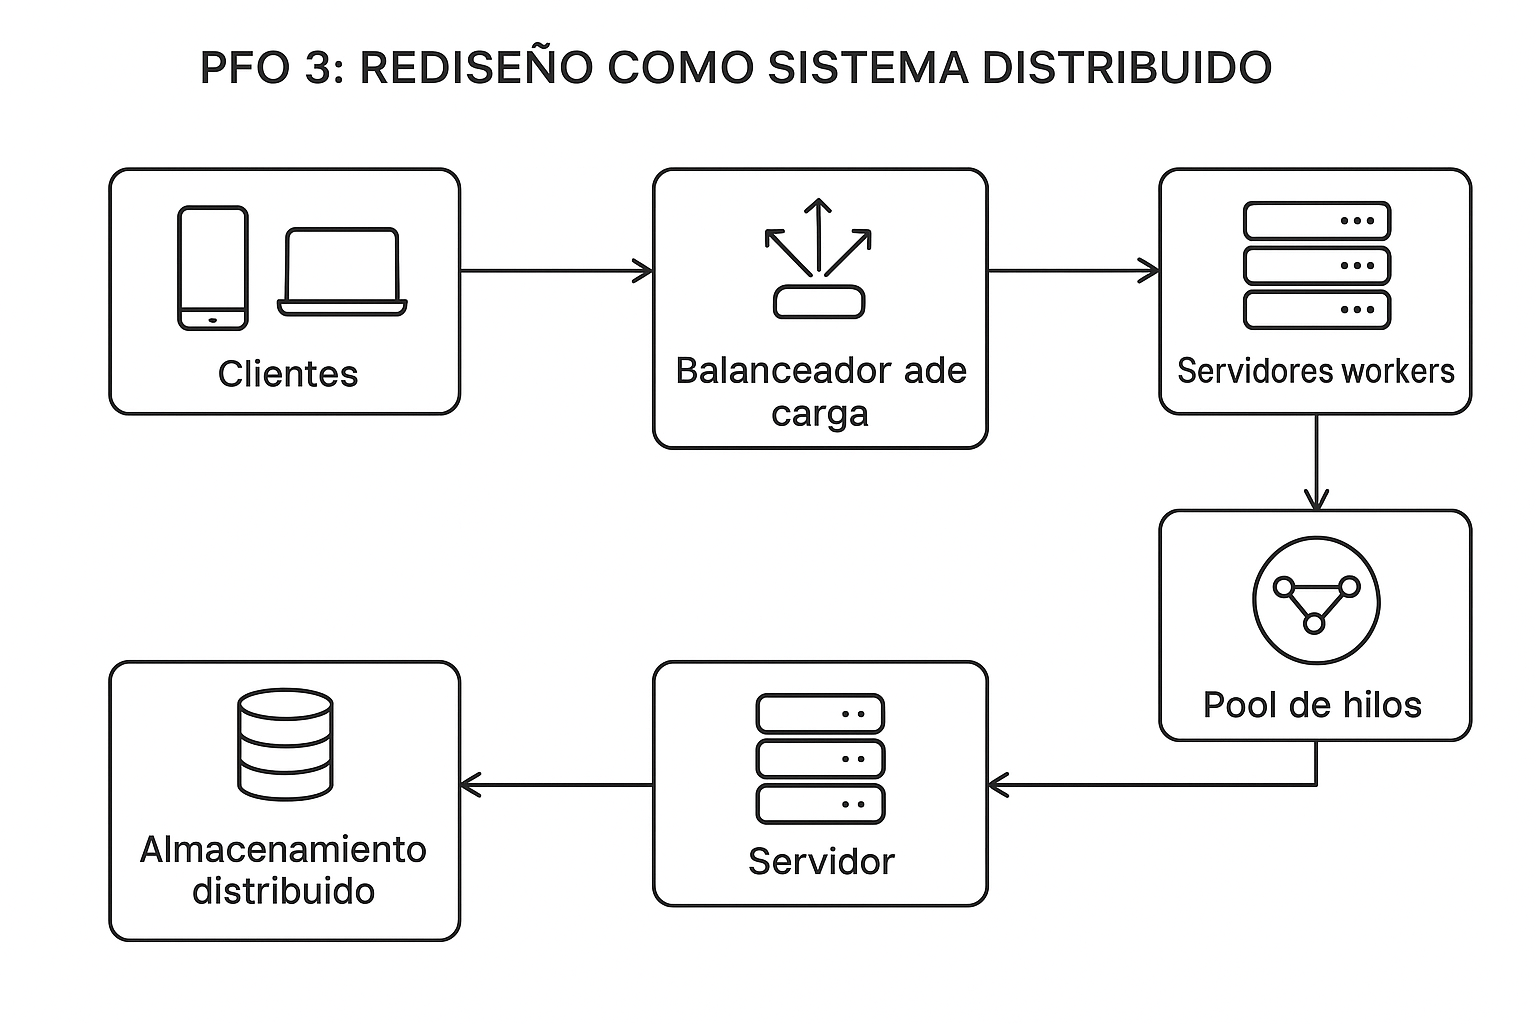 PFO 3: REDISEÑO COMO SISTEMA DISTRIBUIDO
Clientes
Balanceador ade
carga
Servidores workers
Pool de hilos
Servidor
Almacenamiento
distribuido